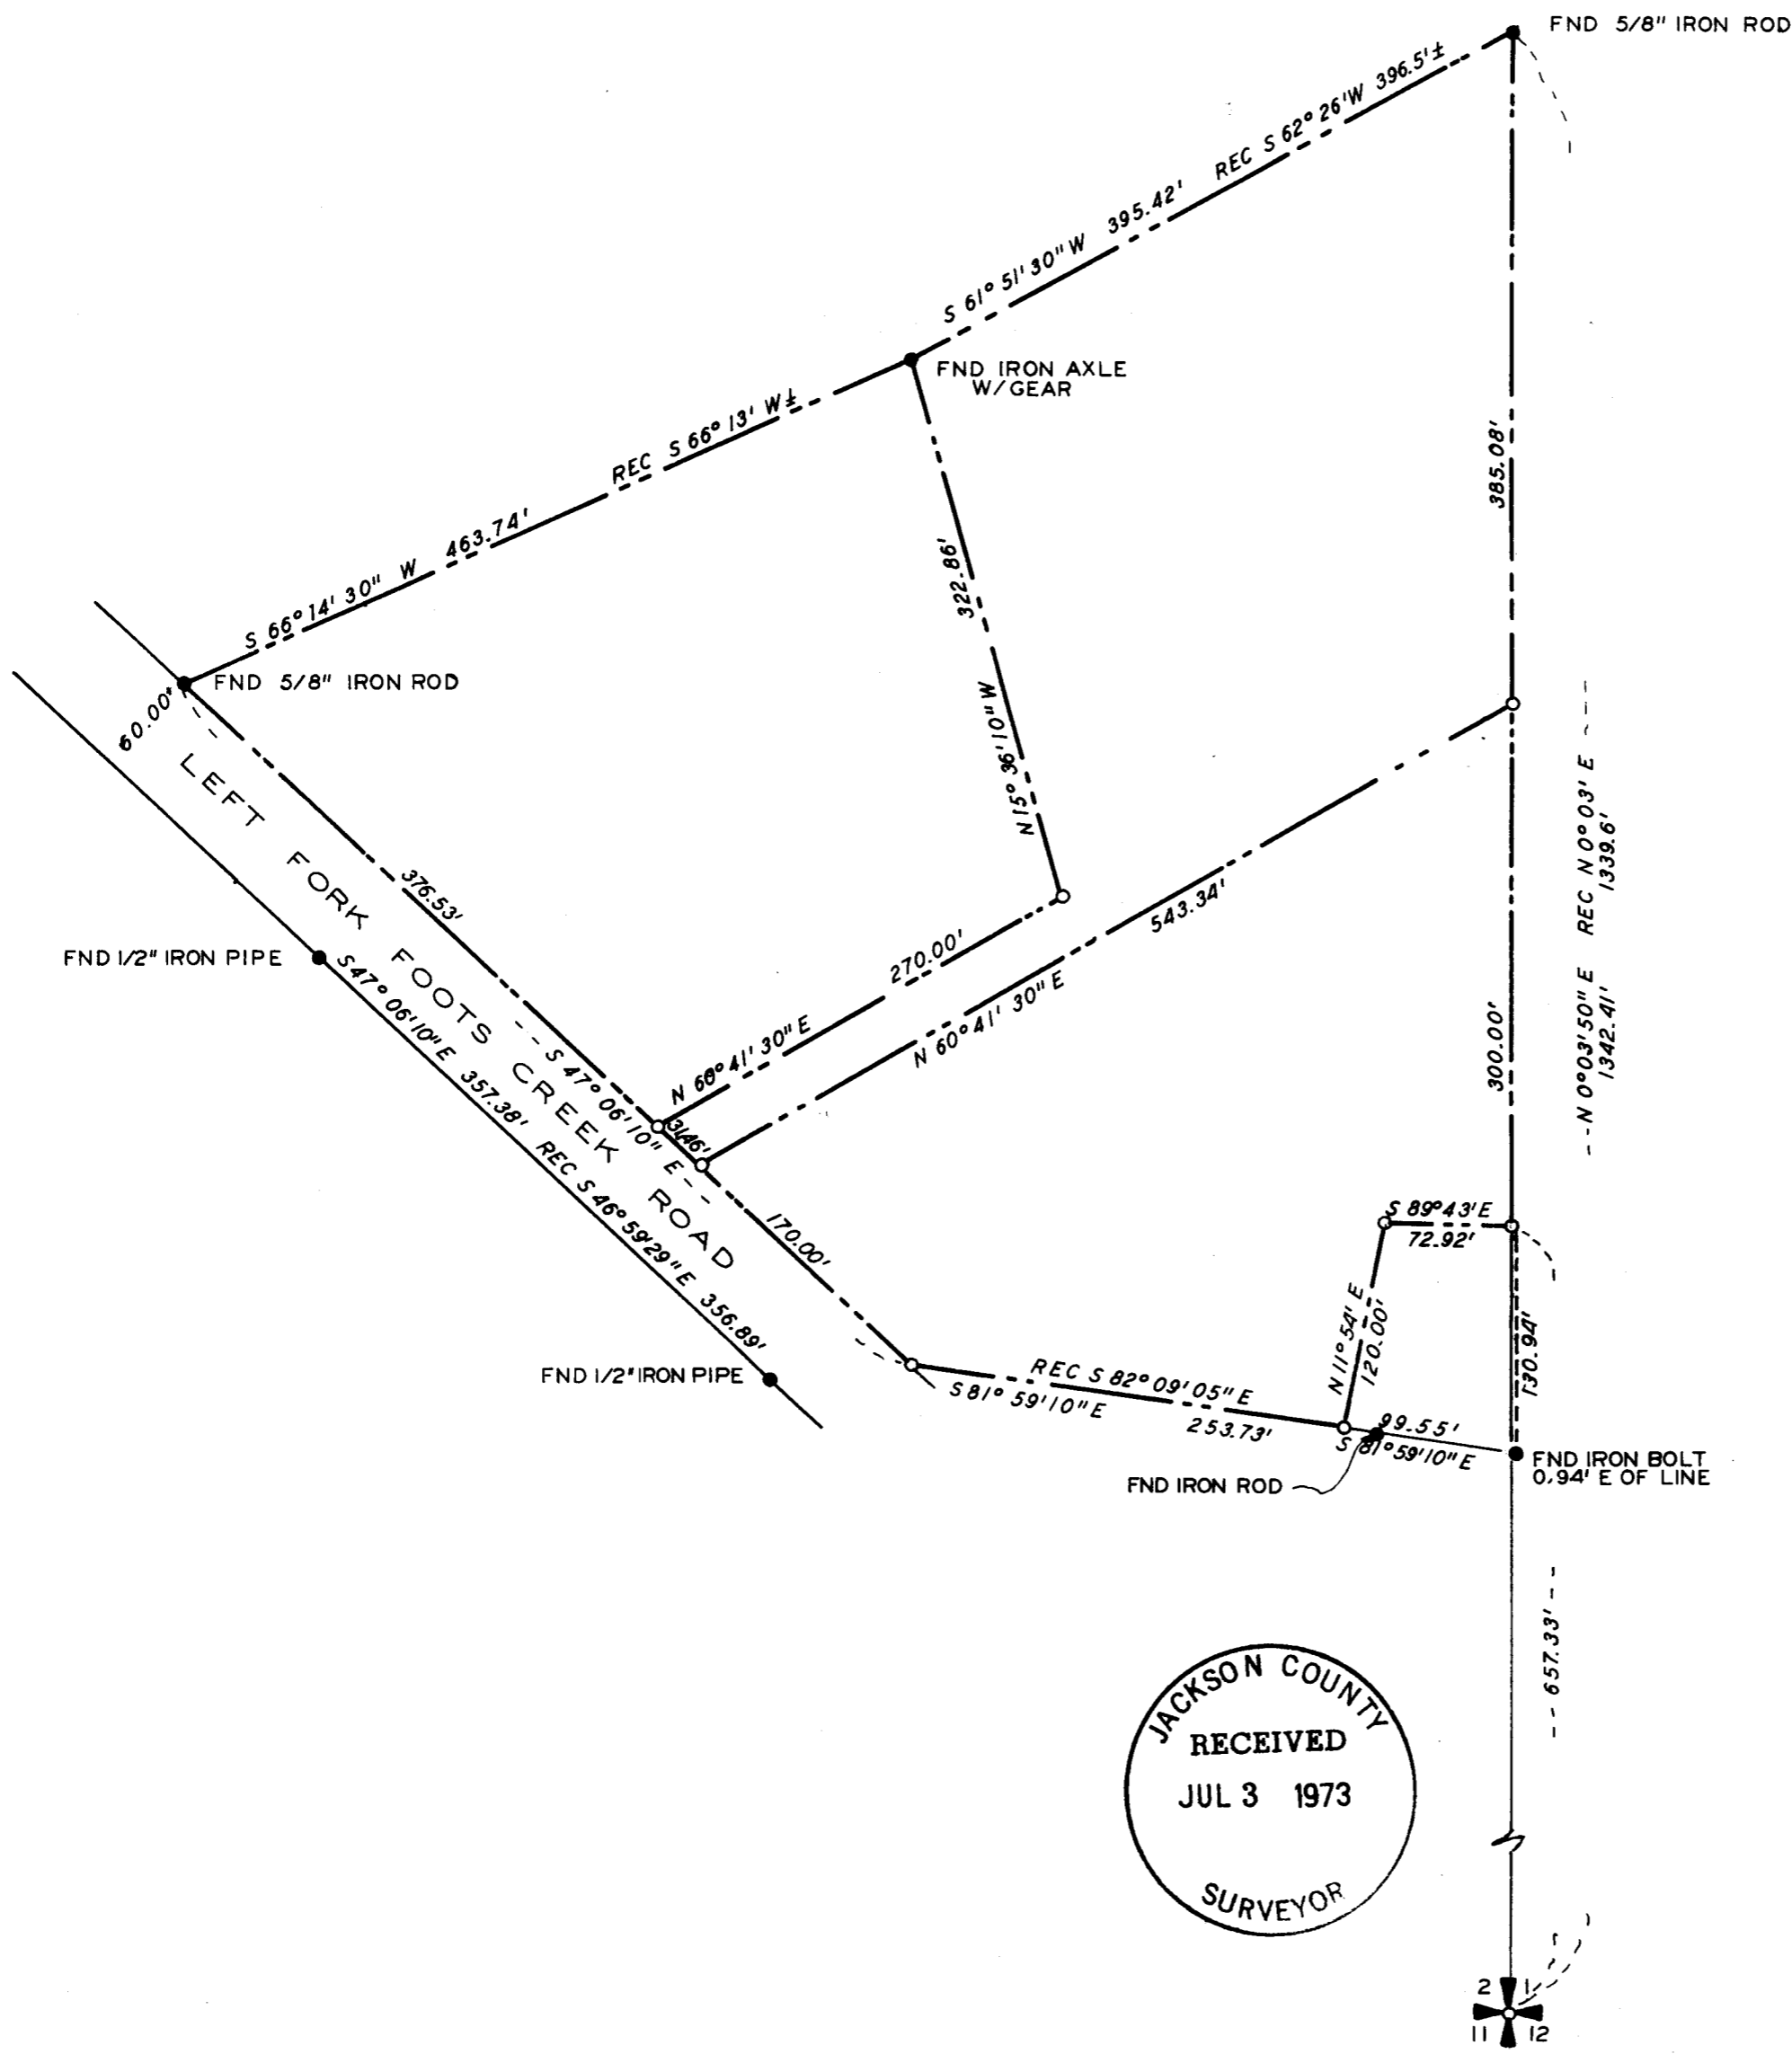 FND 5/8" IRON ROD
REC S 62° 26' W 396.5'±
S 61° 51' 30" W 395.42'
FND IRON AXLE
W/GEAR
REC S 66° 13' W±
S 66° 14' 30" W 463.74'
FND 5/8" IRON ROD
60.00'
385.08'
322.86'
N 15° 36' 10" W
LEFT FORK FOOTS CREEK ROAD
376.53'
--- S 47° 06' 10" E ---
FND 1/2" IRON PIPE
S 47° 06' 10" E 357.38' REC S 46° 59' 29" E 356.89'
270.00'
N 60° 41' 30" E
543.34'
N 60° 41' 30" E
31.46'
170.00'
300.00'
--N 0° 03' 50" E REC N 0° 03' E --
1342.41' 1339.6'
S 89° 43' E
72.92'
N 11° 54' E
120.00'
130.94'
FND 1/2" IRON PIPE
REC S 82° 09' 05" E
S 81° 59' 10" E
253.73'
99.55'
S 81° 59' 10" E
FND IRON BOLT
0.94' E OF LINE
FND IRON ROD
-- 657.33' --
JACKSON COUNTY
RECEIVED
JUL 3 1973
SURVEYOR
2 1
11 12